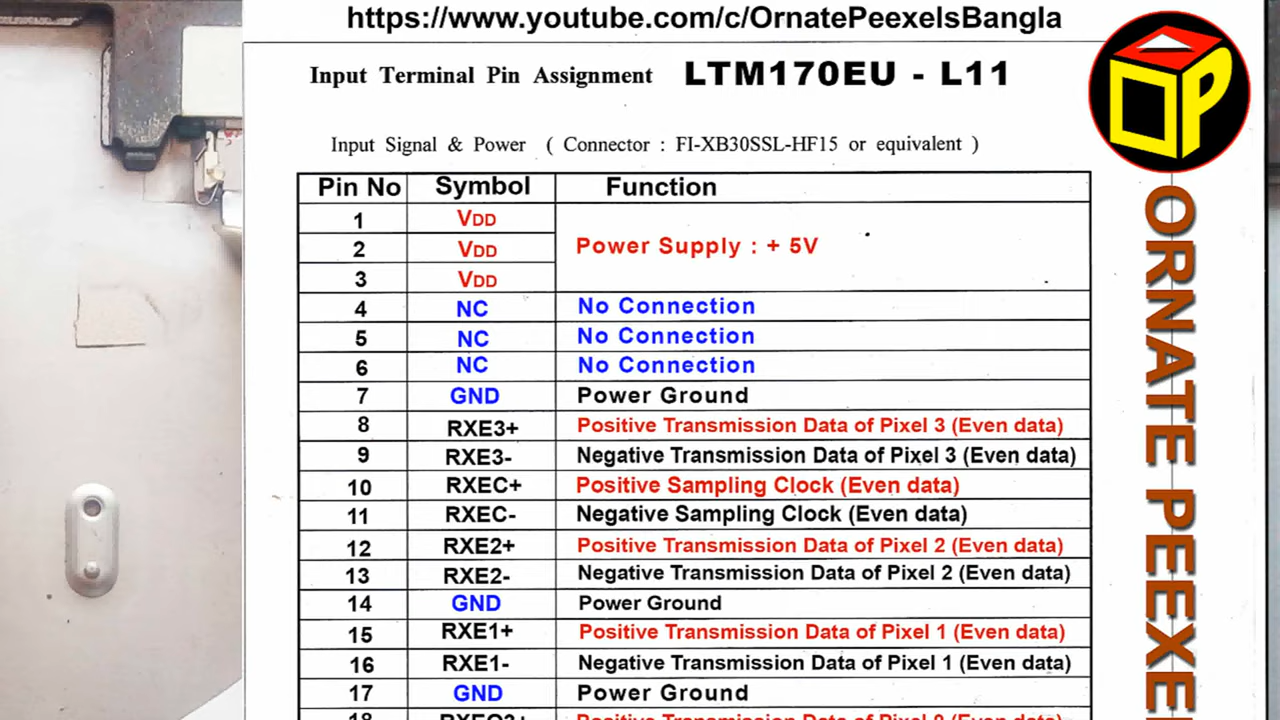 https://www.youtube.com/c/OrnatePeexelsBangla
Input Terminal Pin Assignment LTM170EU - L11
Input Signal & Power ( Connector : FI-XB30SSL-HF15 or equivalent )
Pin No Symbol Function
1 VDD
2 VDD Power Supply : + 5V
3 VDD
4 NC No Connection
5 NC No Connection
6 NC No Connection
7 GND Power Ground
8 RXE3+ Positive Transmission Data of Pixel 3 (Even data)
9 RXE3- Negative Transmission Data of Pixel 3 (Even data)
10 RXEC+ Positive Sampling Clock (Even data)
11 RXEC- Negative Sampling Clock (Even data)
12 RXE2+ Positive Transmission Data of Pixel 2 (Even data)
13 RXE2- Negative Transmission Data of Pixel 2 (Even data)
14 GND Power Ground
15 RXE1+ Positive Transmission Data of Pixel 1 (Even data)
16 RXE1- Negative Transmission Data of Pixel 1 (Even data)
17 GND Power Ground
OP
ORNATE PEEXE